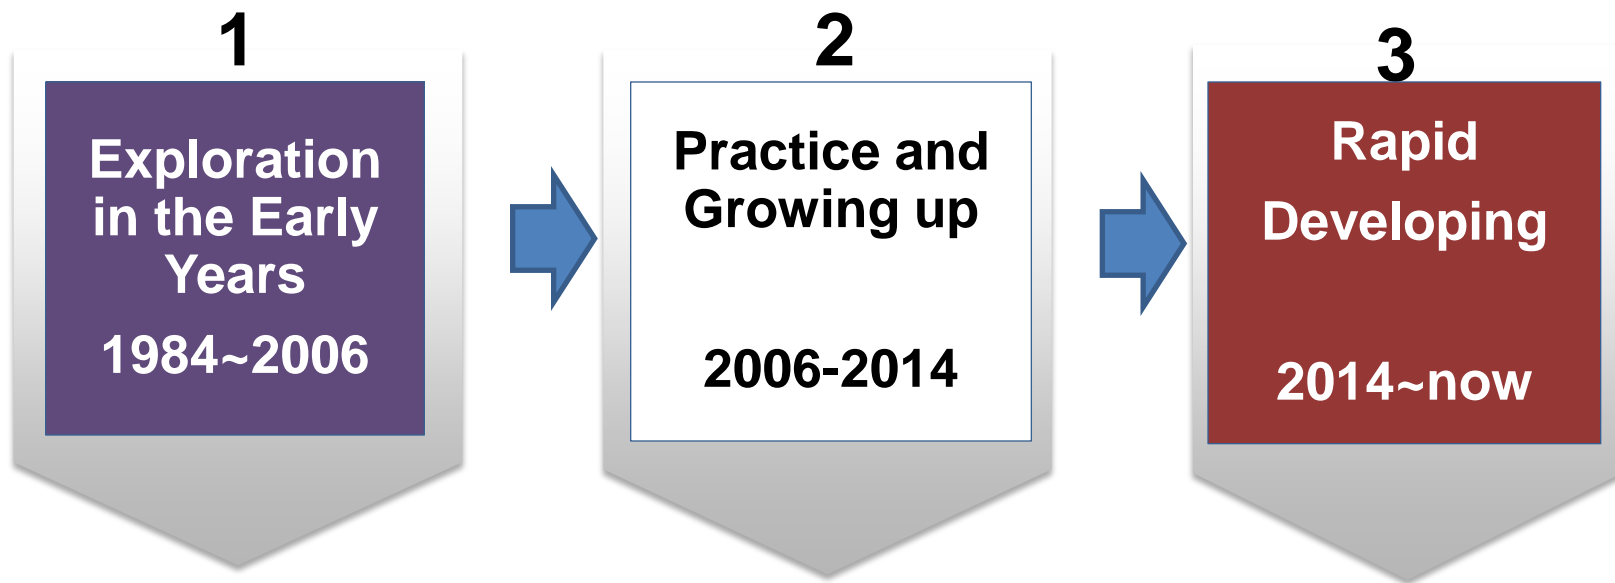 1
Exploration
in the Early
Years
1984~2006
2
Practice and
Growing up
2006-2014
3
Rapid
Developing
2014~now